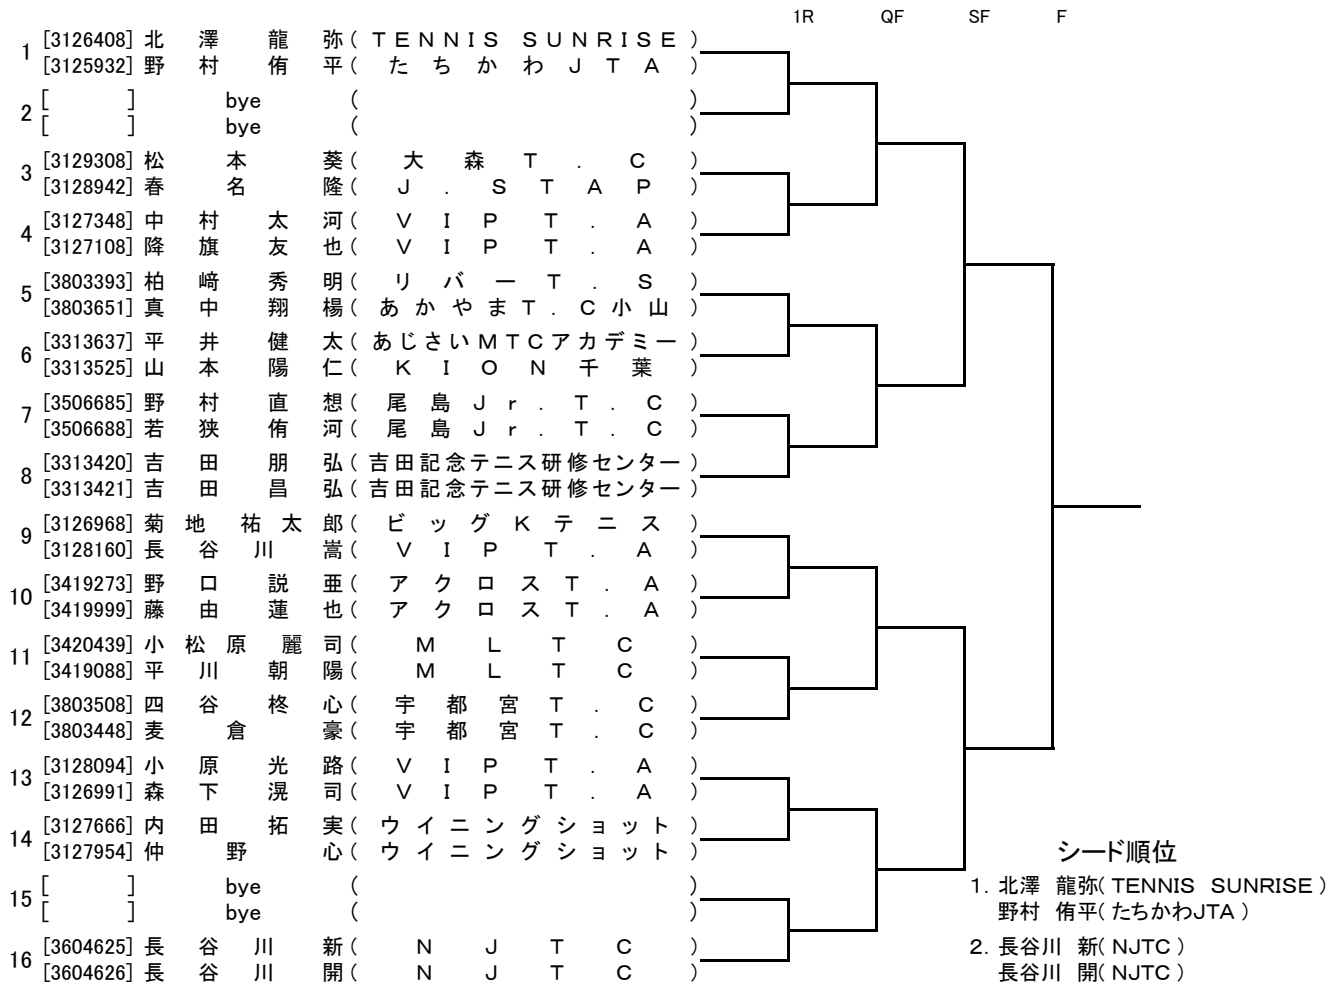 1R QF SF F
1 [3126408] 北澤龍弥(TENNIS SUNRISE)
[3125932] 野村侑平(たちかわJTA)
2 [ ] bye ( )
[ ] bye ( )
3 [3129308] 松本葵(大森T.C)
[3128942] 春名隆(J.STAP)
4 [3127348] 中村太河(VIPT.A)
[3127108] 降旗友也(VIPT.A)
5 [3803393] 柏﨑秀明(リバーT.S)
[3803651] 真中翔楊(あかやまT.C小山)
6 [3313637] 平井健太(あじさいMTCアカデミー)
[3313525] 山本陽仁(KION千葉)
7 [3506685] 野村直想(尾島Jr.T.C)
[3506688] 若狭侑河(尾島Jr.T.C)
8 [3313420] 吉田朋弘(吉田記念テニス研修センター)
[3313421] 吉田昌弘(吉田記念テニス研修センター)
9 [3126968] 菊地祐太郎(ビッグKテニス)
[3128160] 長谷川嵩(VIPT.A)
10 [3419273] 野口説亜(アクロスT.A)
[3419999] 藤由蓮也(アクロスT.A)
11 [3420439] 小松原麗司(MLTC)
[3419088] 平川朝陽(MLTC)
12 [3803508] 四谷柊心(宇都宮T.C)
[3803448] 麦倉豪(宇都宮T.C)
13 [3128094] 小原光路(VIPT.A)
[3126991] 森下滉司(VIPT.A)
14 [3127666] 内田拓実(ウイニングショット)
[3127954] 仲野心(ウイニングショット)
15 [ ] bye ( )
[ ] bye ( )
16 [3604625] 長谷川新(NJTC)
[3604626] 長谷川開(NJTC)
シード順位
1. 北澤 龍弥(TENNIS SUNRISE)
野村 侑平(たちかわJTA)
2. 長谷川 新(NJTC)
長谷川 開(NJTC)